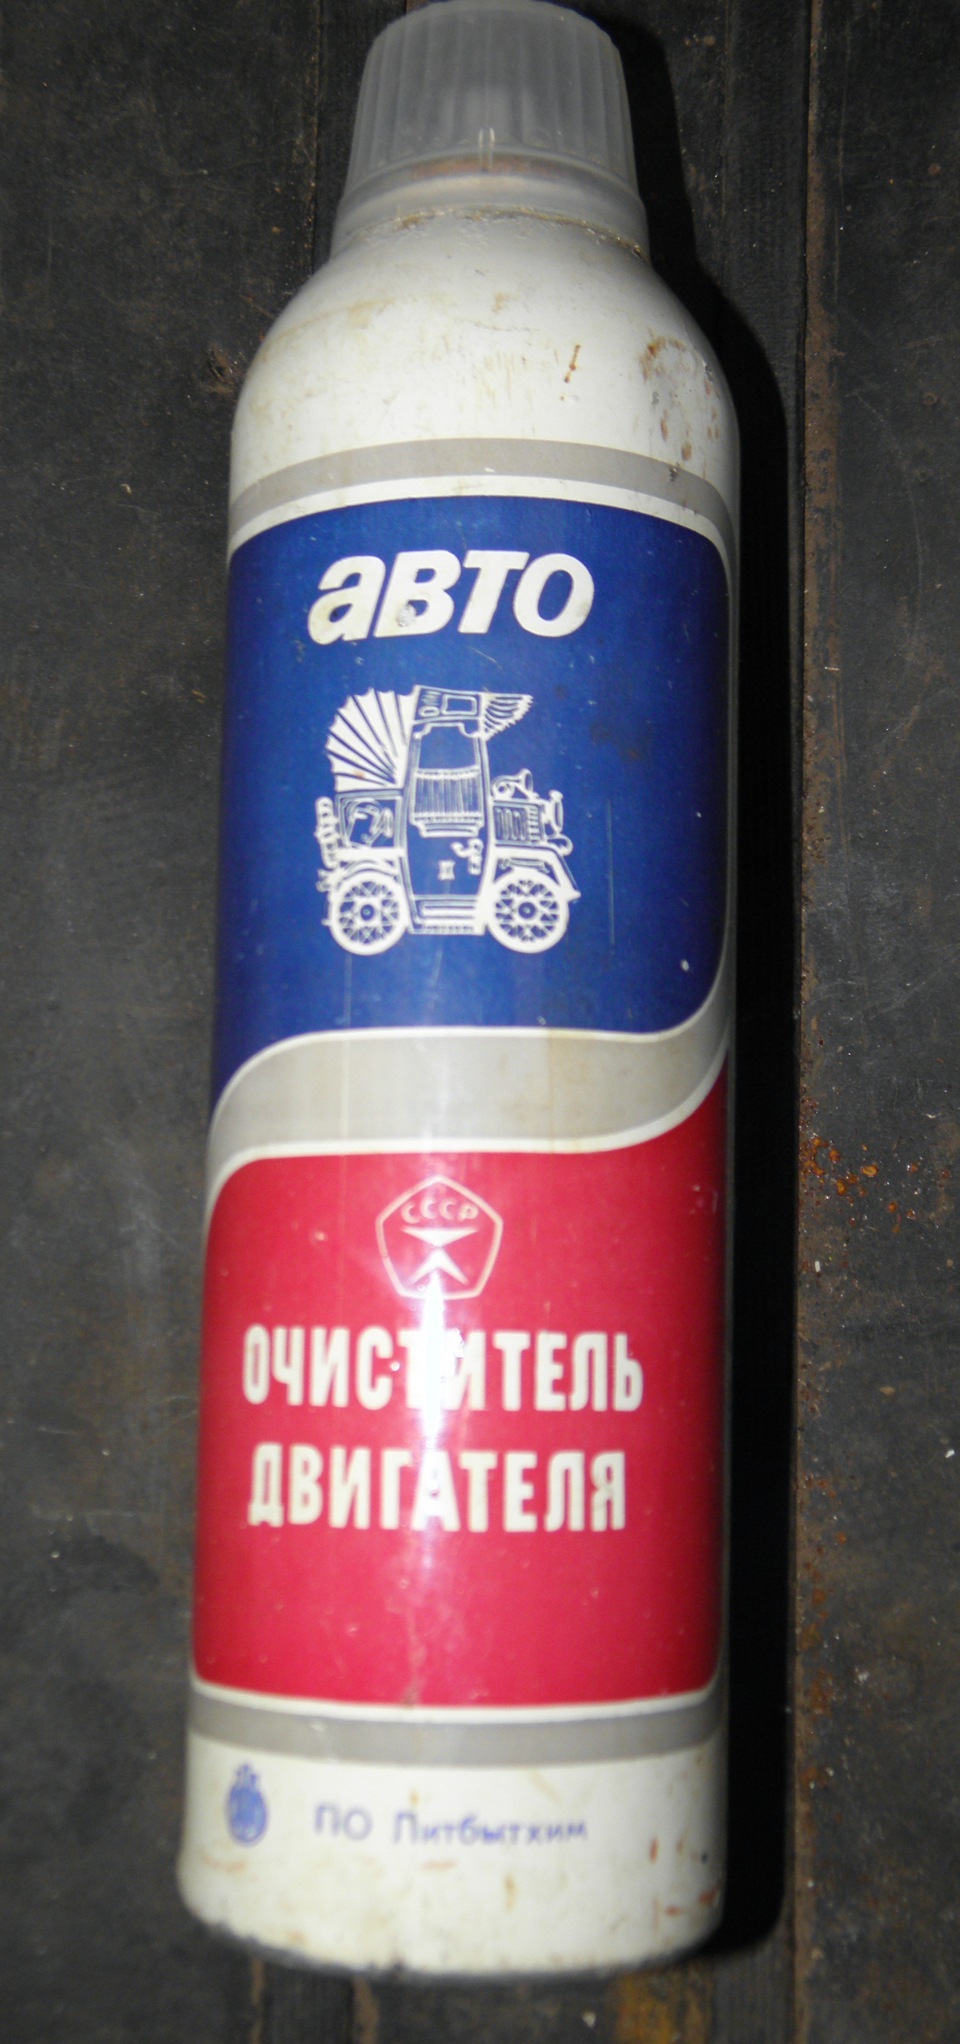 авто
СССР
ОЧИСТИТЕЛЬ
ДВИГАТЕЛЯ
ПО Литбытхим